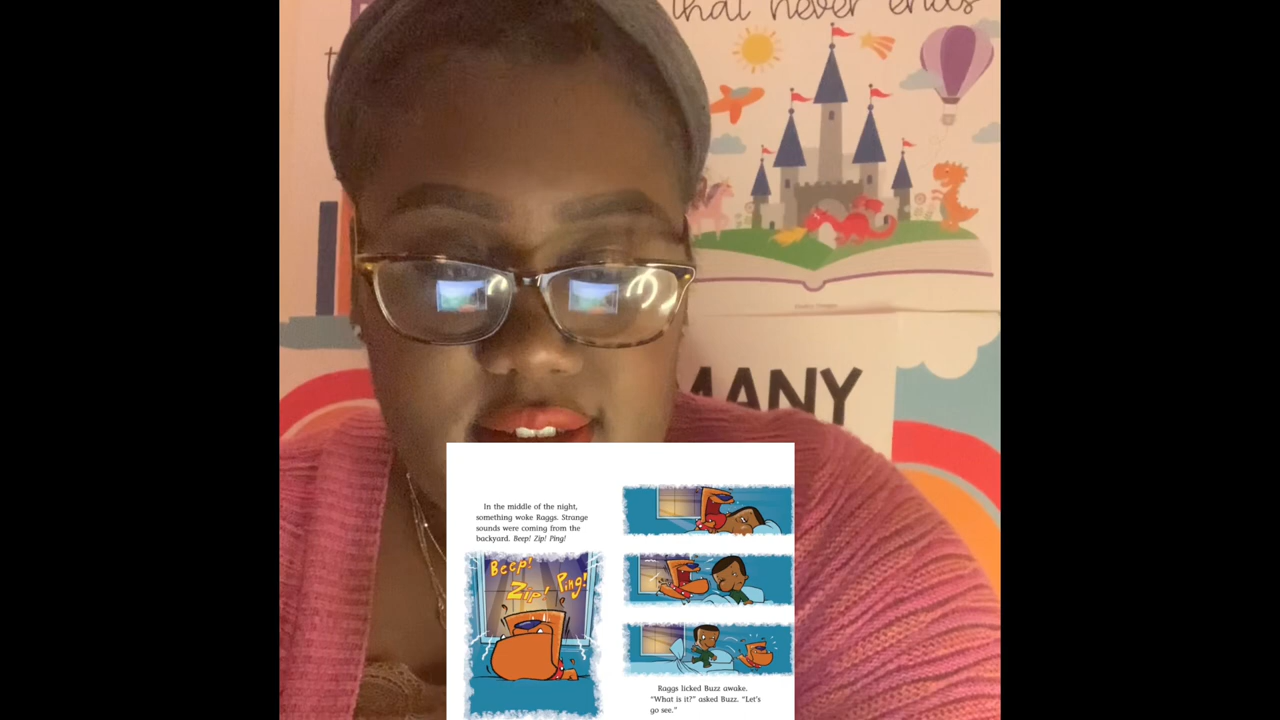 that never ends
MANY
In the middle of the night,
something woke Raggs. Strange
sounds were coming from the
backyard. Beep! Zip! Ping!
Beep!
Zip!
Ping!
Raggs licked Buzz awake.
"What is it?" asked Buzz. "Let's
go see."